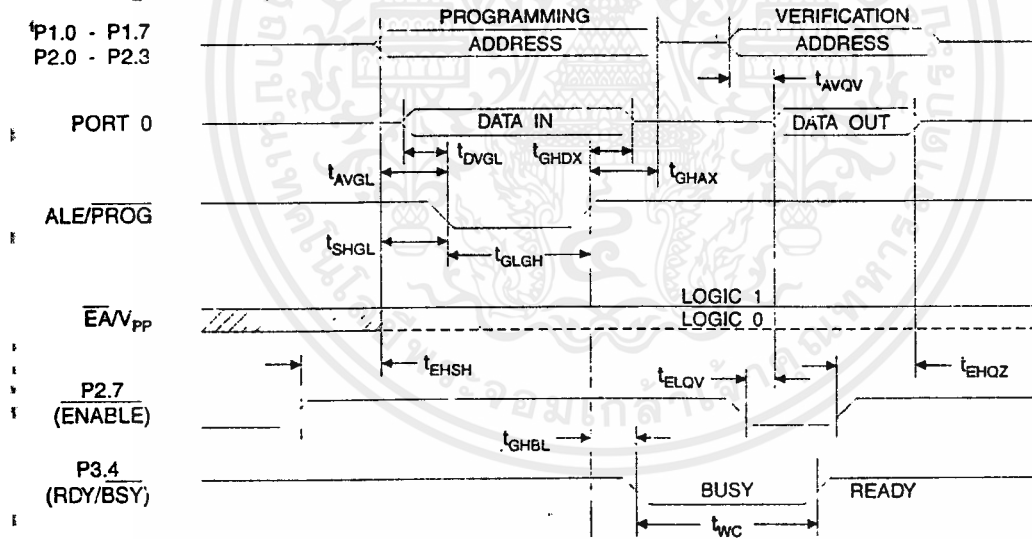 PROGRAMMING VERIFICATION
P1.0 - P1.7 ADDRESS ADDRESS
P2.0 - P2.3
tAVQV
PORT 0 DATA IN DATA OUT
tDVGL tGHDX
tAVGL tGHAX
ALE/PROG
tSHGL tGLGH
LOGIC 1
EA/VPP LOGIC 0
tEHSH tELQV tEHQZ
P2.7
(ENABLE)
tGHBL
P3.4
(RDY/BSY) BUSY READY
tWC